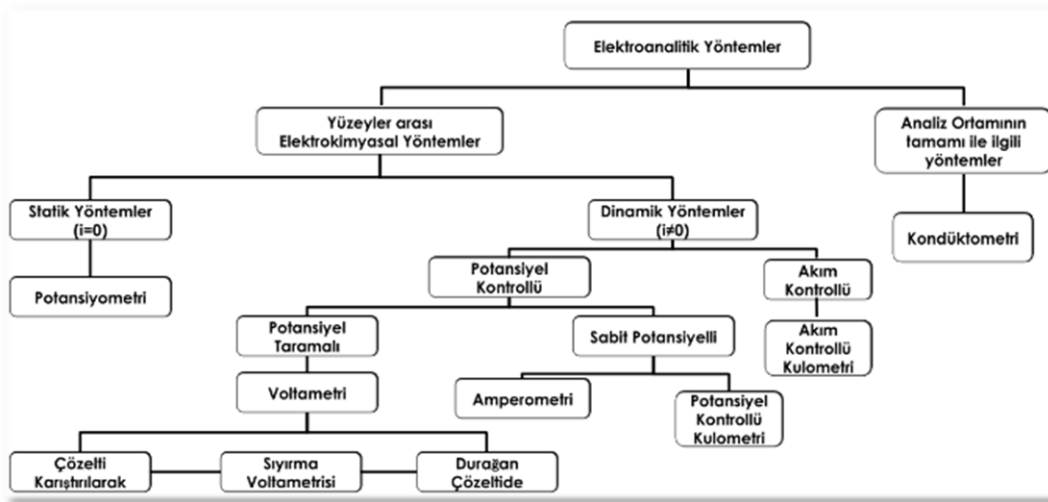 Elektroanalitik Yöntemler
Yüzeyler arası
Elektrokimyasal Yöntemler
Analiz Ortamının
tamamı ile ilgili
yöntemler
Statik Yöntemler
(i=0)
Dinamik Yöntemler
(i≠0)
Kondüktometri
Potansiyometri
Potansiyel
Kontrollü
Akım
Kontrollü
Potansiyel
Taramalı
Sabit Potansiyelli
Akım
Kontrollü
Kulometri
Voltametri
Amperometri
Potansiyel
Kontrollü
Kulometri
Çözelti
Karıştırılarak
Sıyırma
Voltametrisi
Durağan
Çözeltide